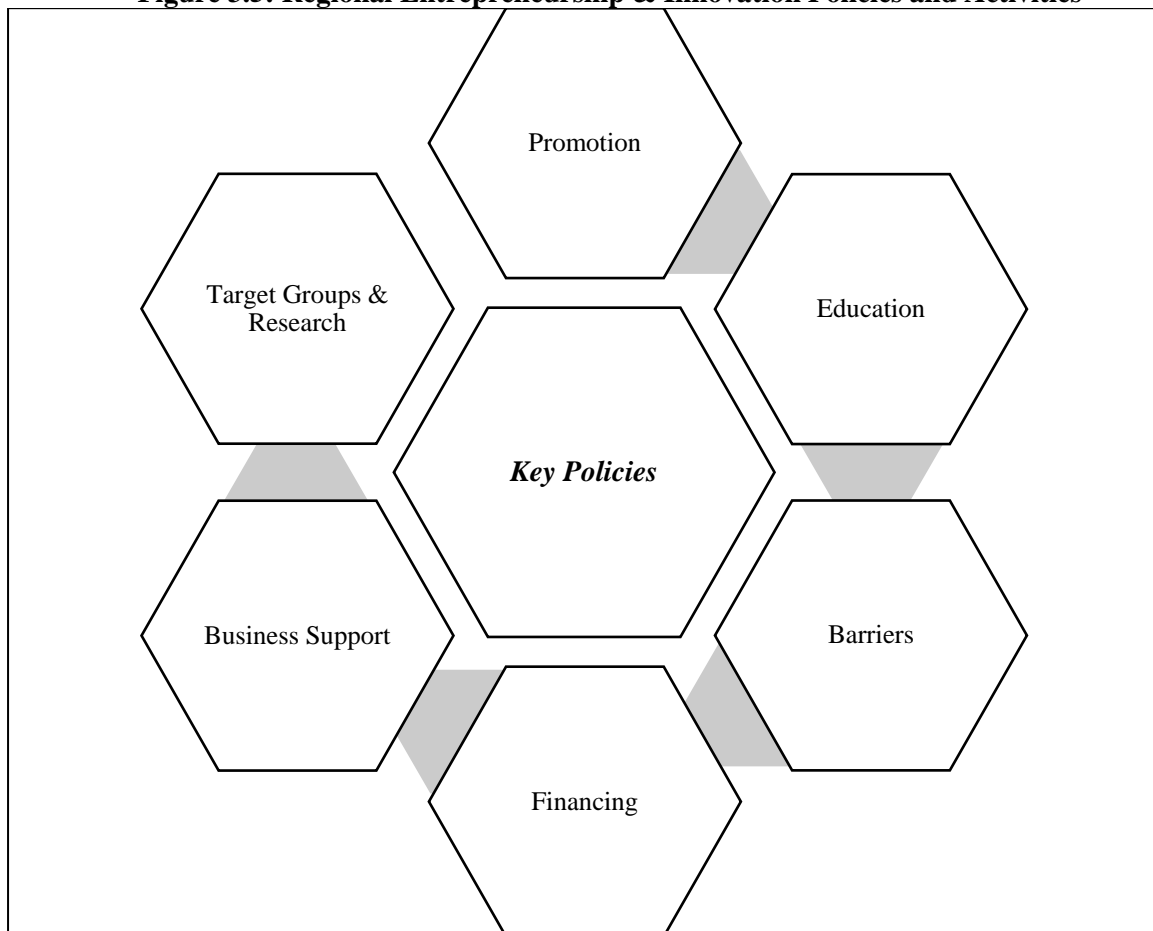 Figure Regional Entrepreneurship & Innovation Policies and Activities
Promotion
Target Groups &
Research
Education
Key Policies
Business Support
Barriers
Financing